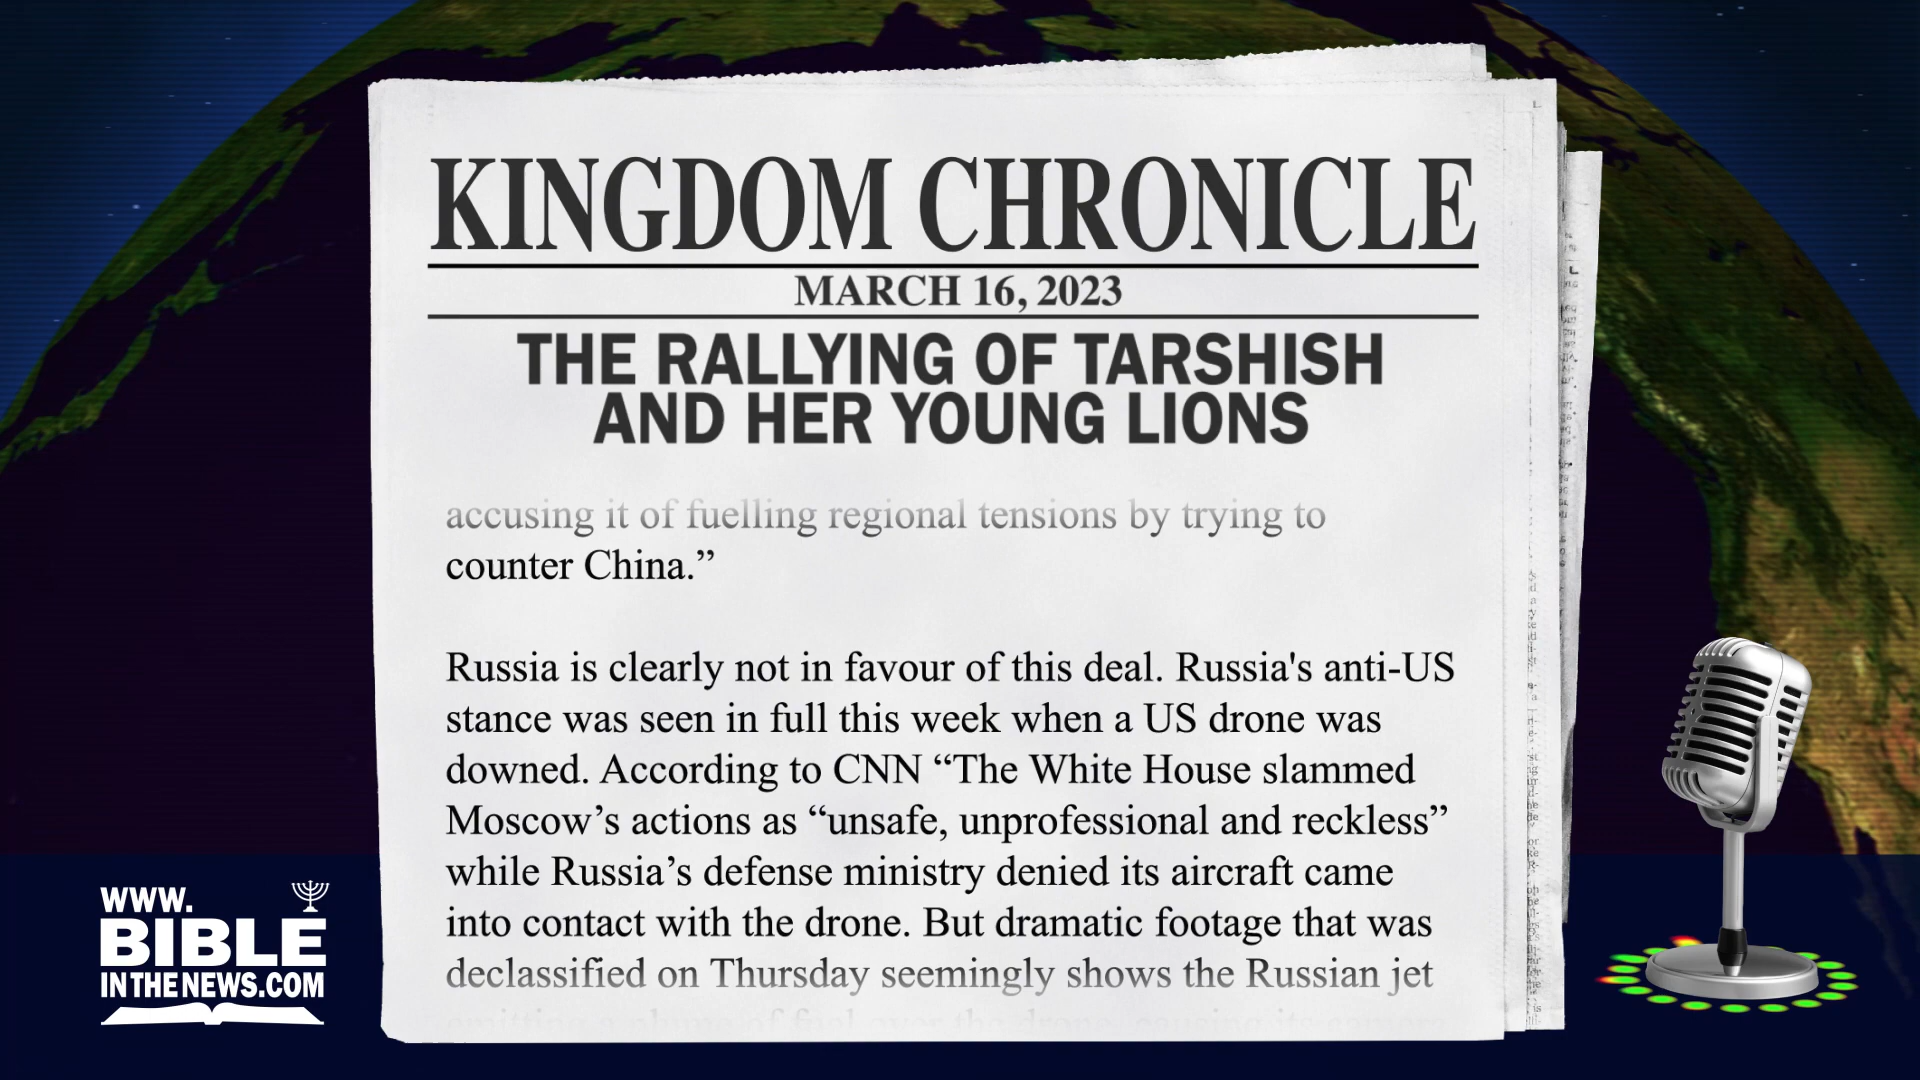 KINGDOM CHRONICLE
MARCH 16, 2023
THE RALLYING OF TARSHISH
AND HER YOUNG LIONS
accusing it of fuelling regional tensions by trying to
counter China.”
Russia is clearly not in favour of this deal. Russia's anti-US
stance was seen in full this week when a US drone was
downed. According to CNN “The White House slammed
Moscow’s actions as “unsafe, unprofessional and reckless”
while Russia’s defense ministry denied its aircraft came
into contact with the drone. But dramatic footage that was
declassified on Thursday seemingly shows the Russian jet
WWW.
BIBLE
IN THE NEWS.COM